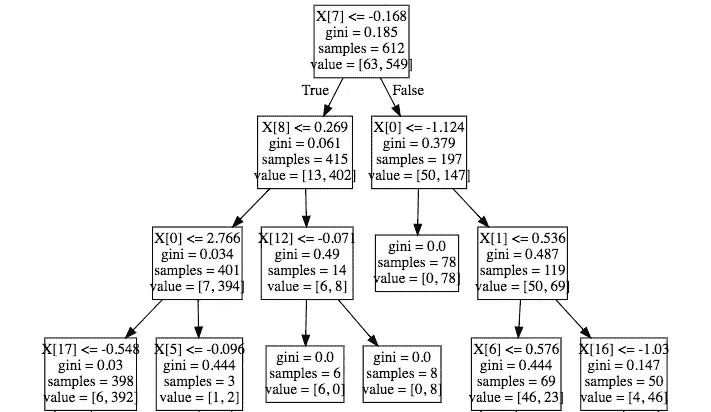 X[7] <= -0.168
gini = 0.185
samples = 612
value = [63, 549]
True
False
X[8] <= 0.269
gini = 0.061
samples = 415
value = [13, 402]
X[0] <= -1.124
gini = 0.379
samples = 197
value = [50, 147]
X[0] <= 2.766
gini = 0.034
samples = 401
value = [7, 394]
X[12] <= -0.071
gini = 0.49
samples = 14
value = [6, 8]
gini = 0.0
samples = 78
value = [0, 78]
X[1] <= 0.536
gini = 0.487
samples = 119
value = [50, 69]
X[17] <= -0.548
gini = 0.03
samples = 398
value = [6, 392]
X[5] <= -0.096
gini = 0.444
samples = 3
value = [1, 2]
gini = 0.0
samples = 6
value = [6, 0]
gini = 0.0
samples = 8
value = [0, 8]
X[6] <= 0.576
gini = 0.444
samples = 69
value = [46, 23]
X[16] <= -1.03
gini = 0.147
samples = 50
value = [4, 46]